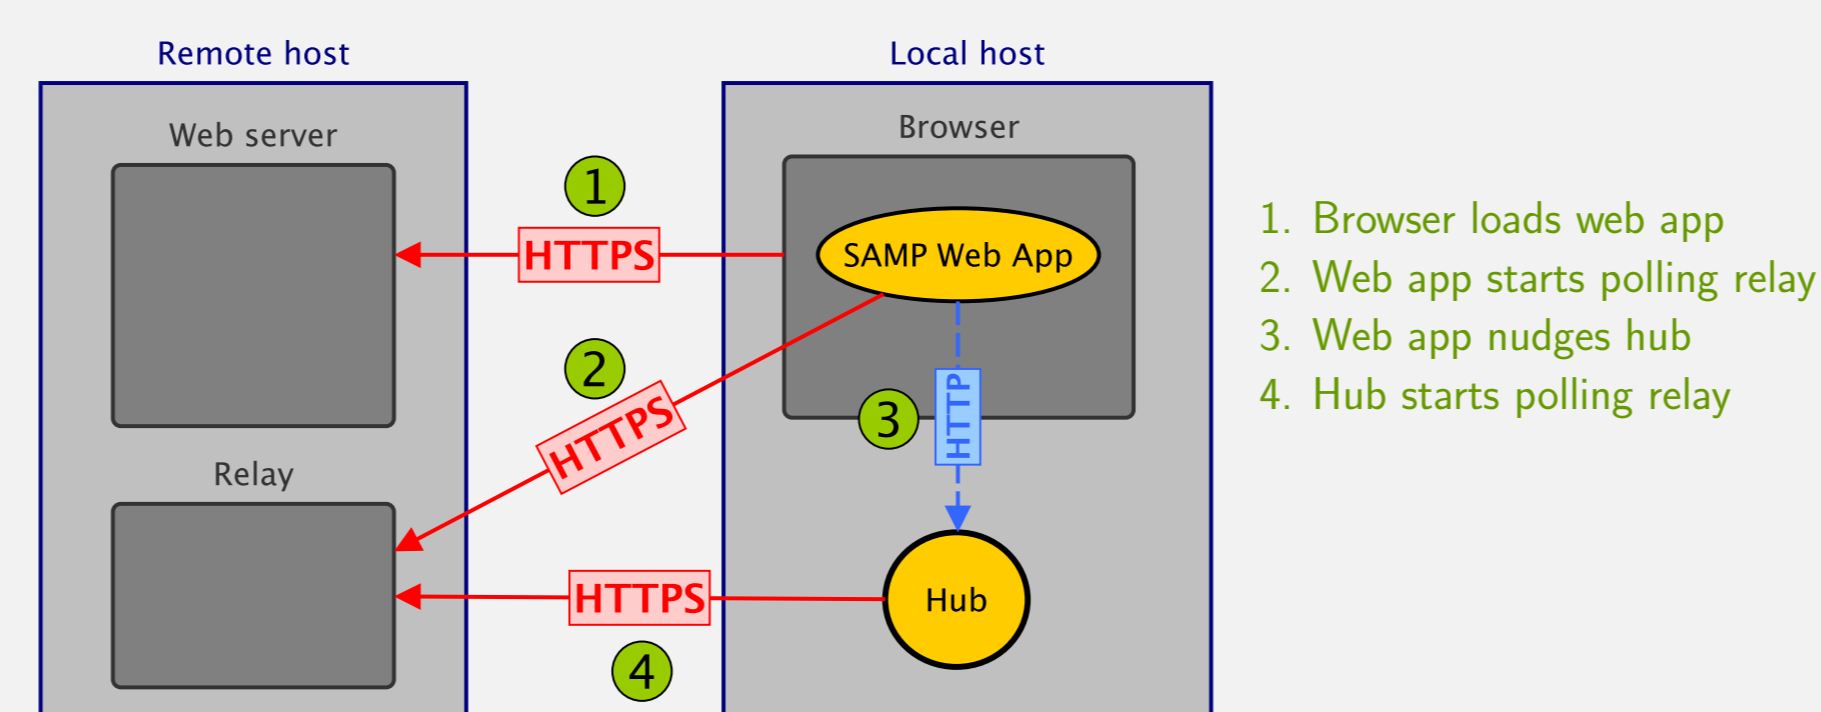 Remote host
Local host
Web server
Browser
1
HTTPS
SAMP Web App
2
HTTPS
3
HTTP
Relay
Hub
HTTPS
4
1. Browser loads web app
2. Web app starts polling relay
3. Web app nudges hub
4. Hub starts polling relay